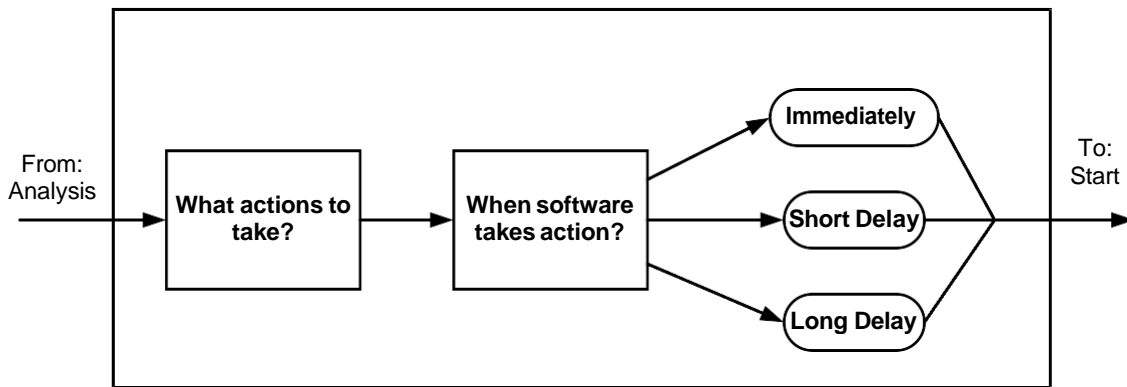 From:
Analysis
What actions to
take?
When software
takes action?
Immediately
Short Delay
Long Delay
To:
Start